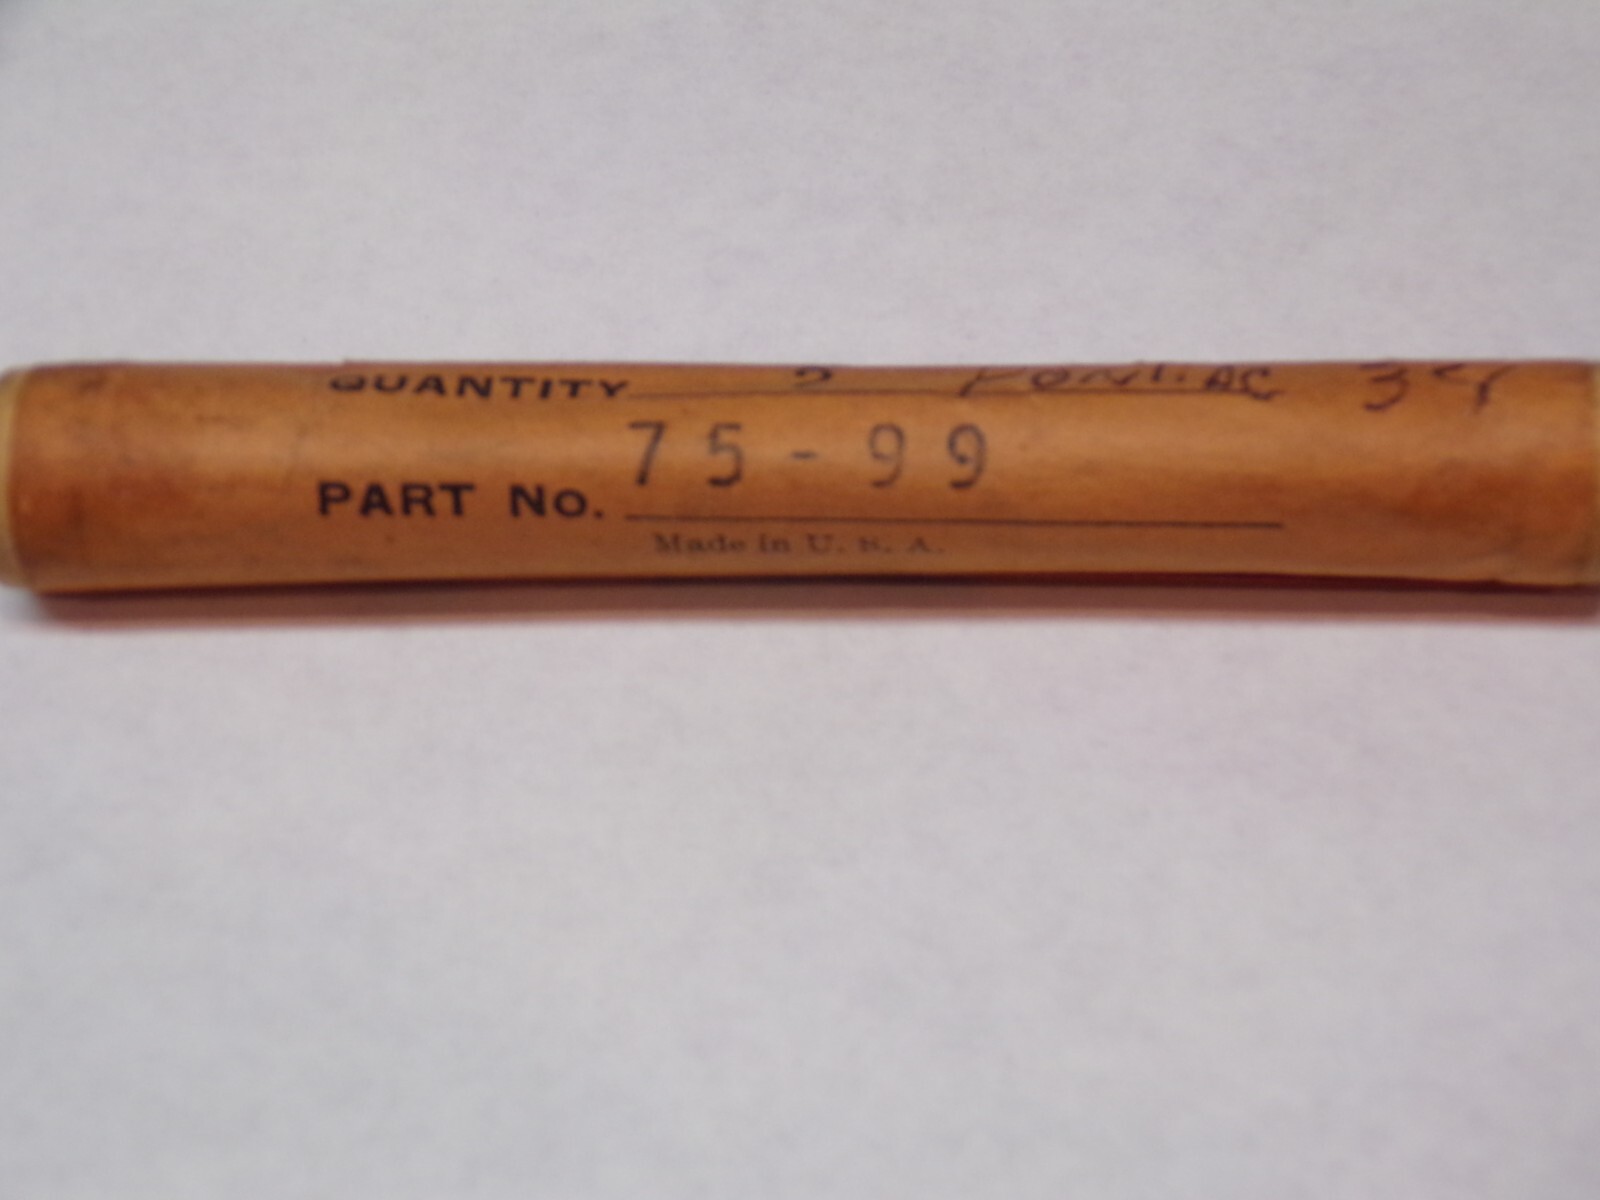 QUANTITY 2 PONTIAC 34
PART No. 75-99
Made in U. S. A.